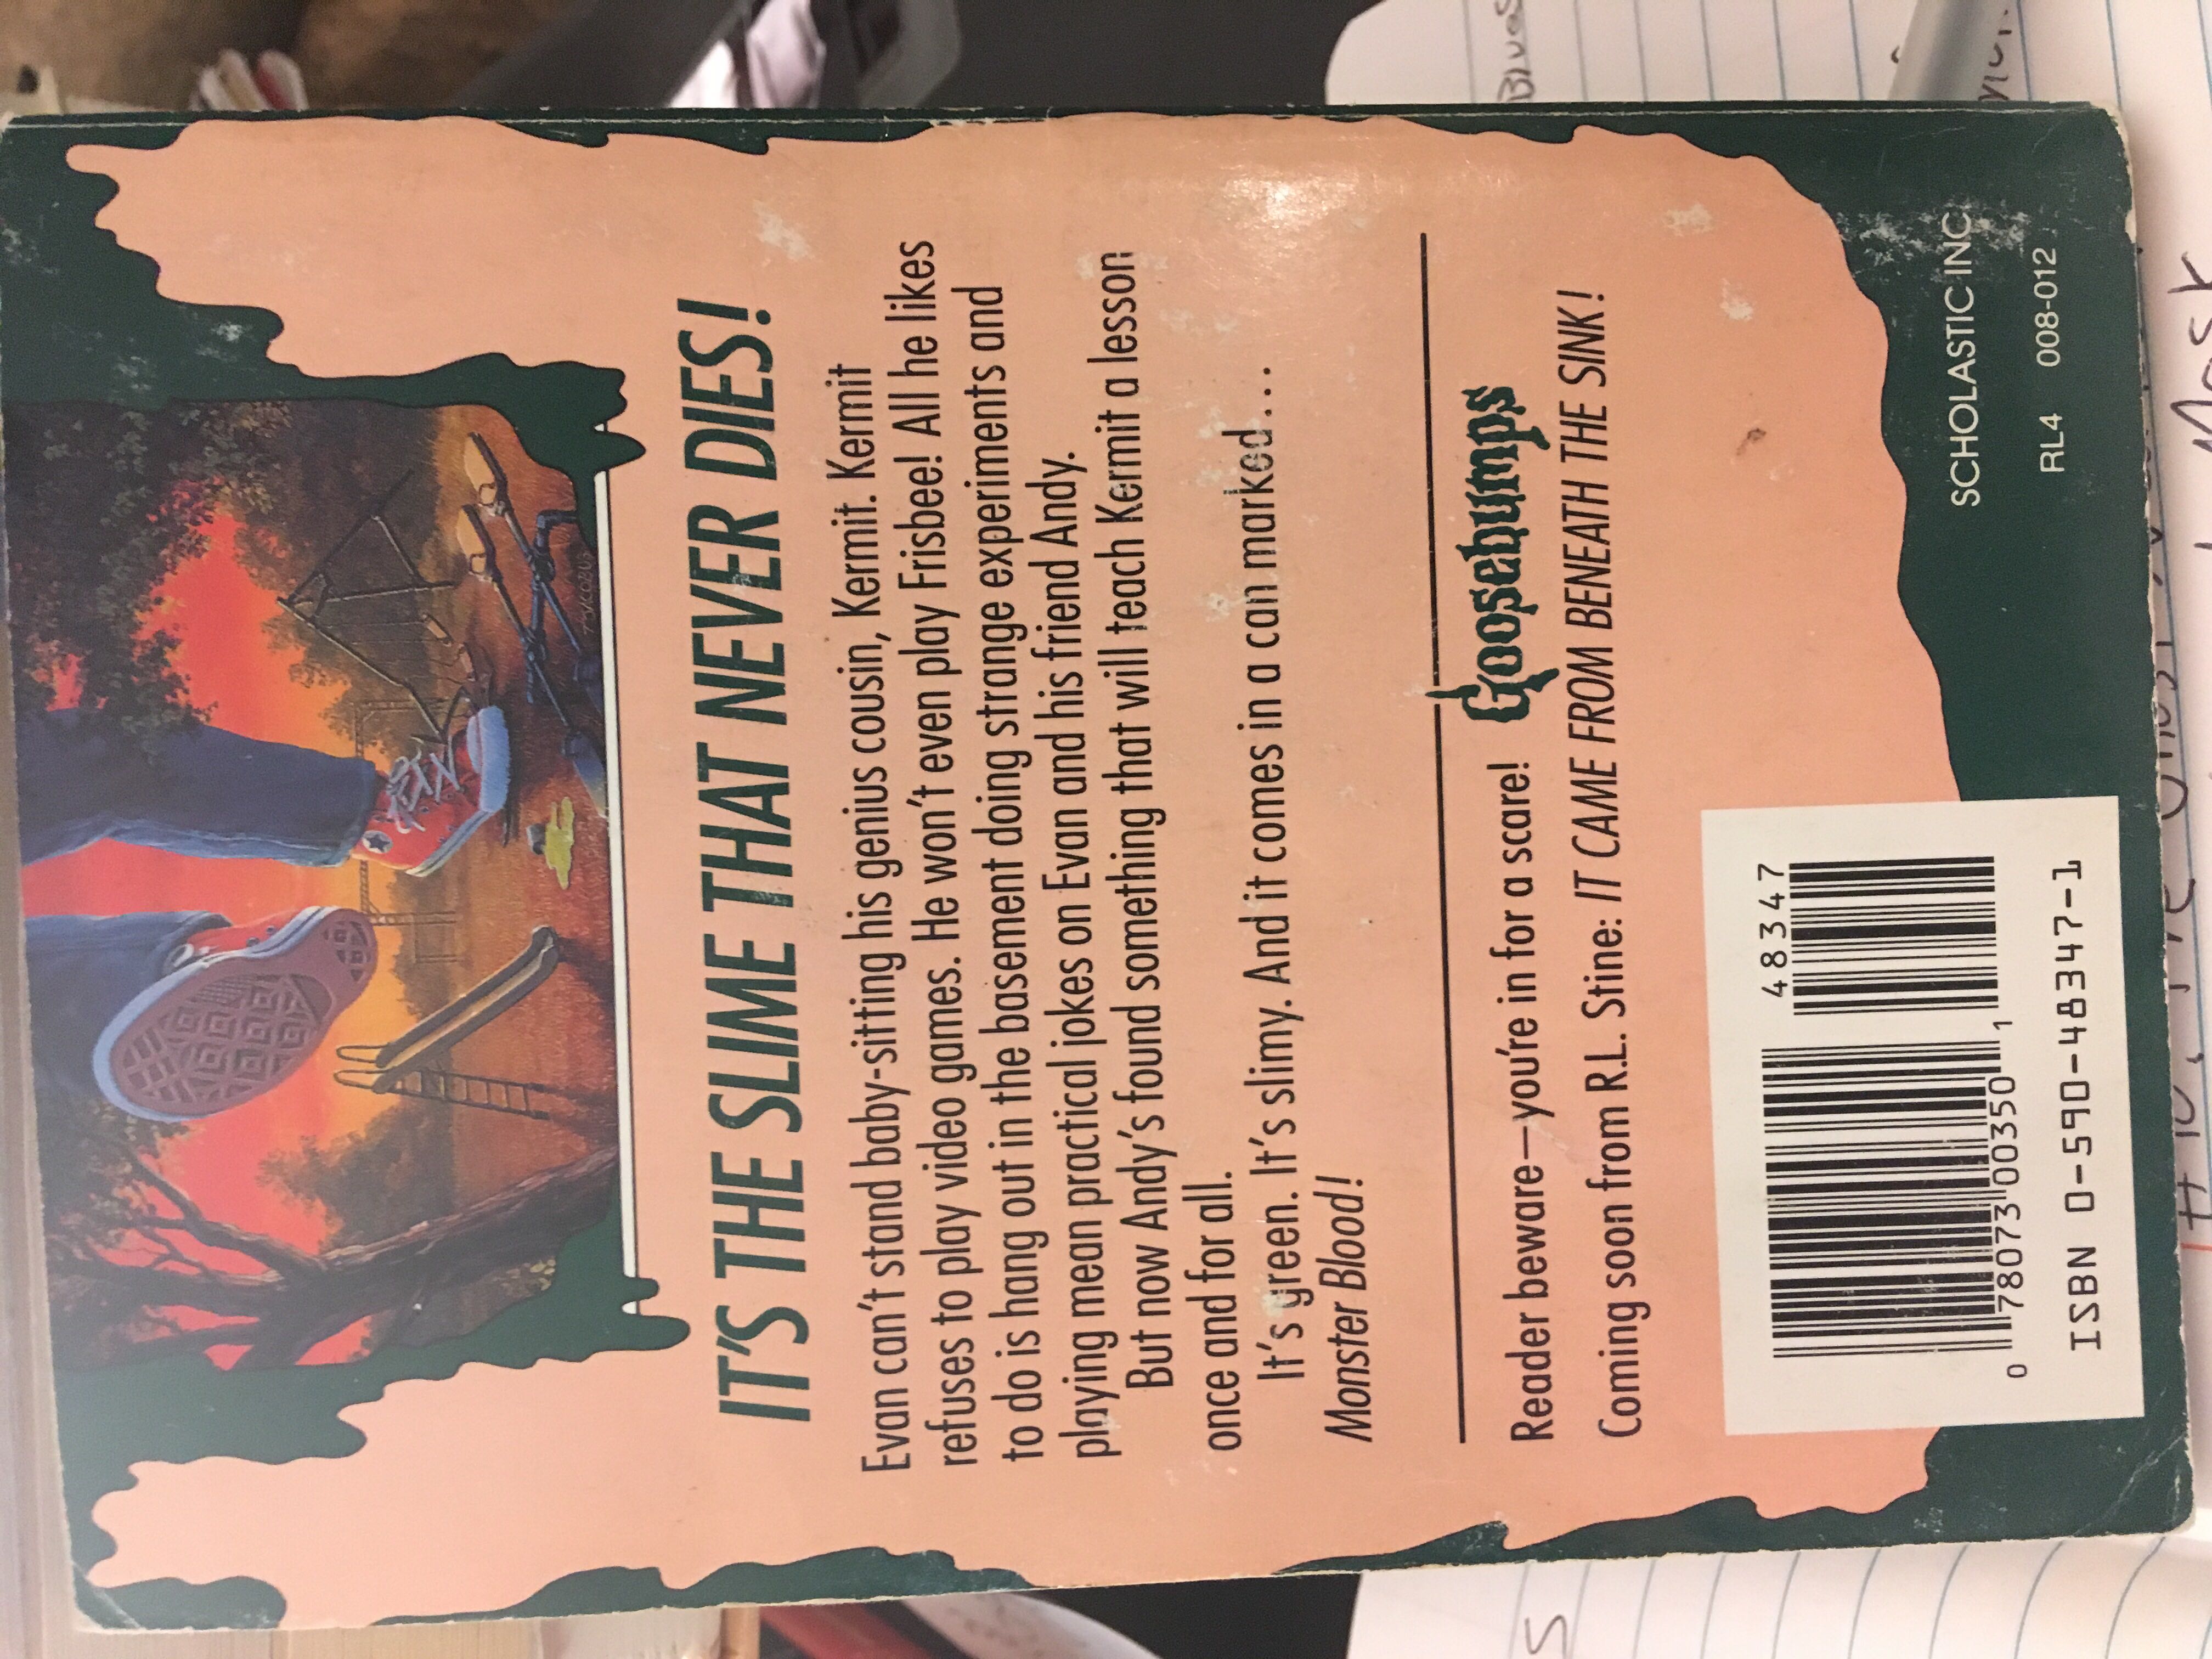 IT'S THE SLIME THAT NEVER DIES!
Evan can't stand baby-sitting his genius cousin, Kermit. Kermit
refuses to play video games. He won't even play Frisbee! All he likes
to do is hang out in the basement doing strange experiments and
playing mean practical jokes on Evan and his friend Andy.
But now Andy's found something that will teach Kermit a lesson
once and for all.
It's green. It's slimy. And it comes in a can marked...
Monster Blood!
Reader beware—you're in for a scare! Goosebumps
Coming soon from R.L. Stine: IT CAME FROM BENEATH THE SINK!
SCHOLASTIC INC
RL4 008-012
48347
0 78073 00350 1
ISBN 0-590-48347-1
Blues
Mask